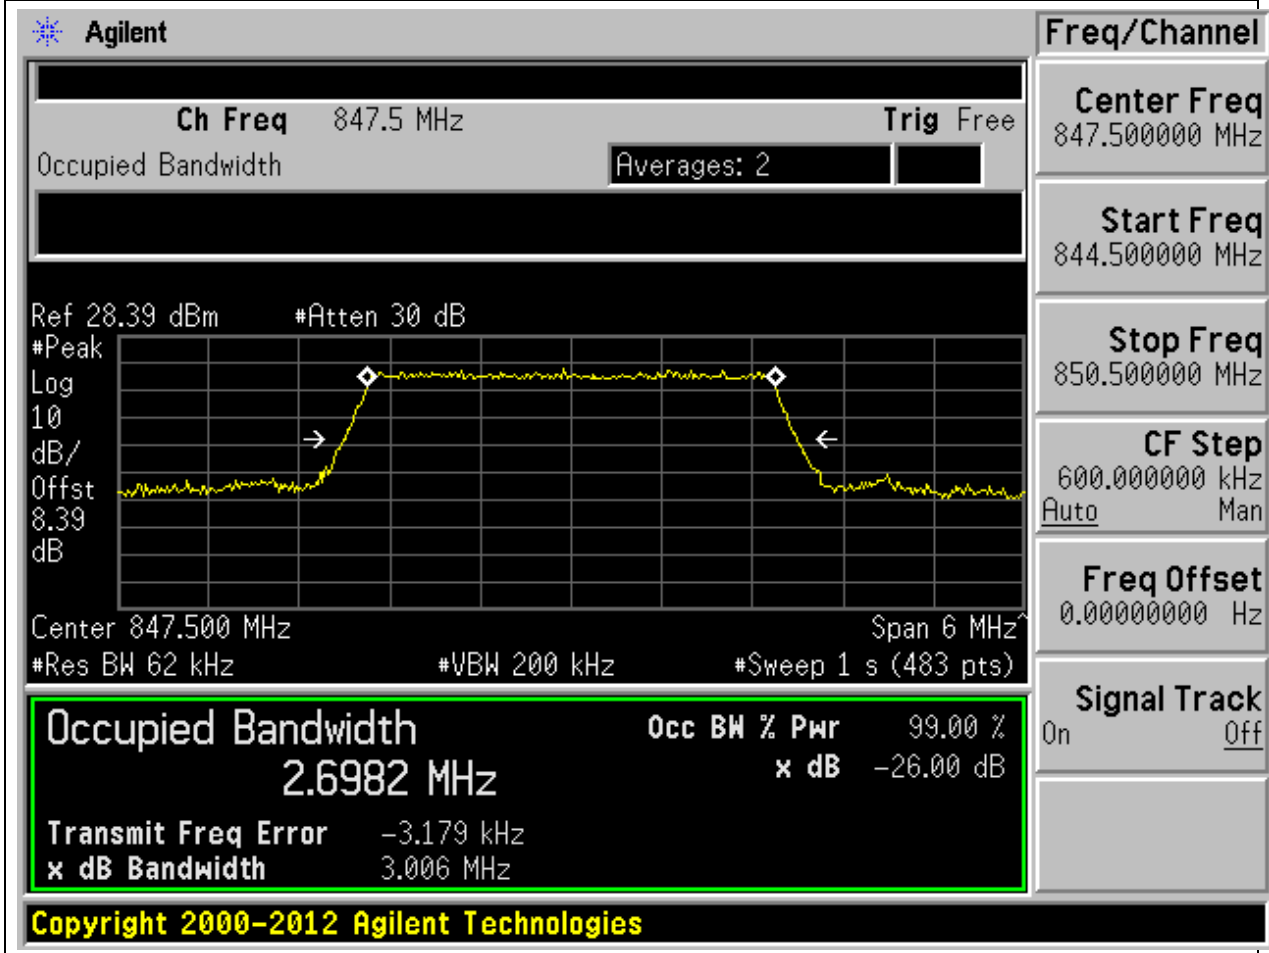 Agilent
Freq/Channel
Ch Freq 847.5 MHz Trig Free
Occupied Bandwidth Averages: 2
Center Freq
847.500000 MHz
Start Freq
844.500000 MHz
Stop Freq
850.500000 MHz
CF Step
600.000000 kHz
Auto Man
Freq Offset
0.00000000 Hz
Signal Track
On Off
Ref 28.39 dBm #Atten 30 dB
#Peak
Log
10
dB/
Offst
8.39
dB
Center 847.500 MHz Span 6 MHz^
#Res BW 62 kHz #VBW 200 kHz #Sweep 1 s (483 pts)
Occupied Bandwidth Occ BW % Pwr 99.00 %
2.6982 MHz x dB -26.00 dB
Transmit Freq Error -3.179 kHz
x dB Bandwidth 3.006 MHz
Copyright 2000-2012 Agilent Technologies